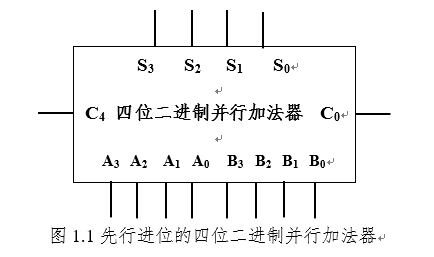 S3 S2 S1 S0
C4 四位二进制并行加法器 C0
A3 A2 A1 A0 B3 B2 B1 B0
图 1.1 先行进位的四位二进制并行加法器